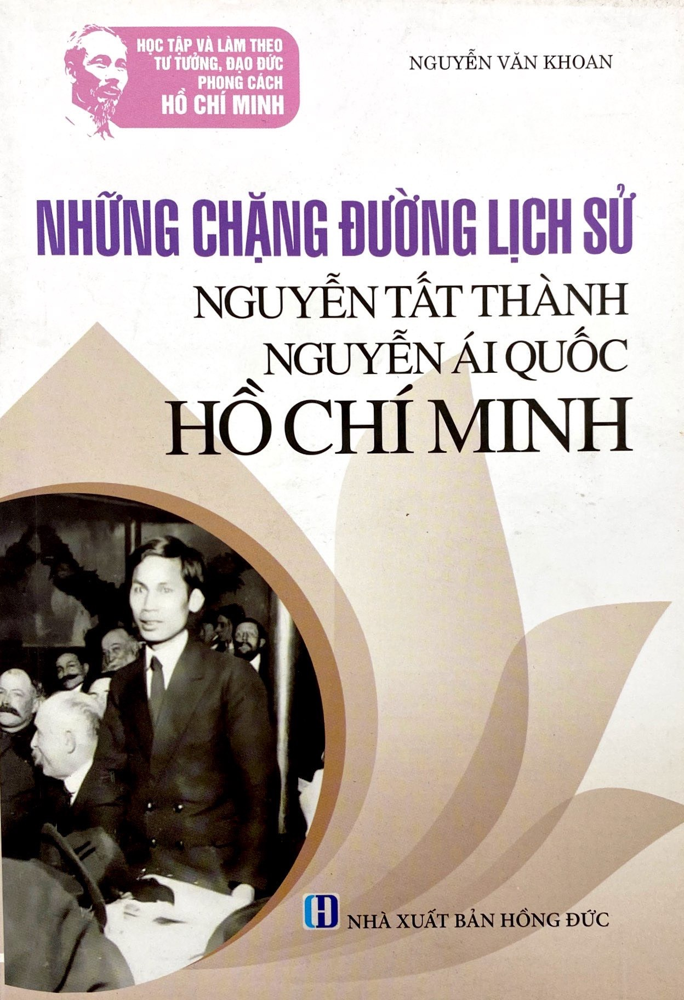 HỌC TẬP VÀ LÀM THEO
TƯ TƯỞNG, ĐẠO ĐỨC
PHONG CÁCH
HỒ CHÍ MINH
NGUYỄN VĂN KHOAN
NHỮNG CHẶNG ĐƯỜNG LỊCH SỬ
NGUYỄN TẤT THÀNH
NGUYỄN ÁI QUỐC
HỒ CHÍ MINH
HD NHÀ XUẤT BẢN HỒNG ĐỨC